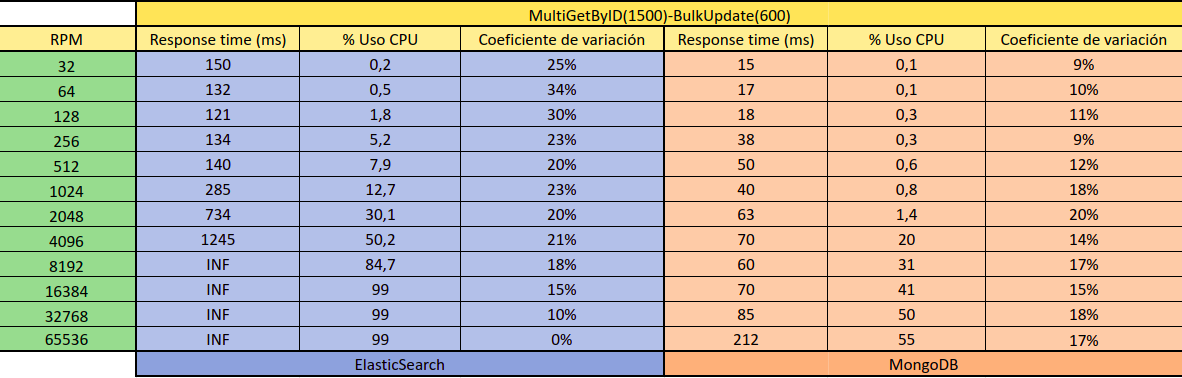 MultiGetByID(1500)-BulkUpdate(600)
RPM Response time (ms) % Uso CPU Coeficiente de variación Response time (ms) % Uso CPU Coeficiente de variación
32 150 0,2 25% 15 0,1 9%
64 132 0,5 34% 17 0,1 10%
128 121 1,8 30% 18 0,3 11%
256 134 5,2 23% 38 0,3 9%
512 140 7,9 20% 50 0,6 12%
1024 285 12,7 23% 40 0,8 18%
2048 734 30,1 20% 63 1,4 20%
4096 1245 50,2 21% 70 20 14%
8192 INF 84,7 18% 60 31 17%
16384 INF 99 15% 70 41 15%
32768 INF 99 10% 85 50 18%
65536 INF 99 0% 212 55 17%
ElasticSearch MongoDB